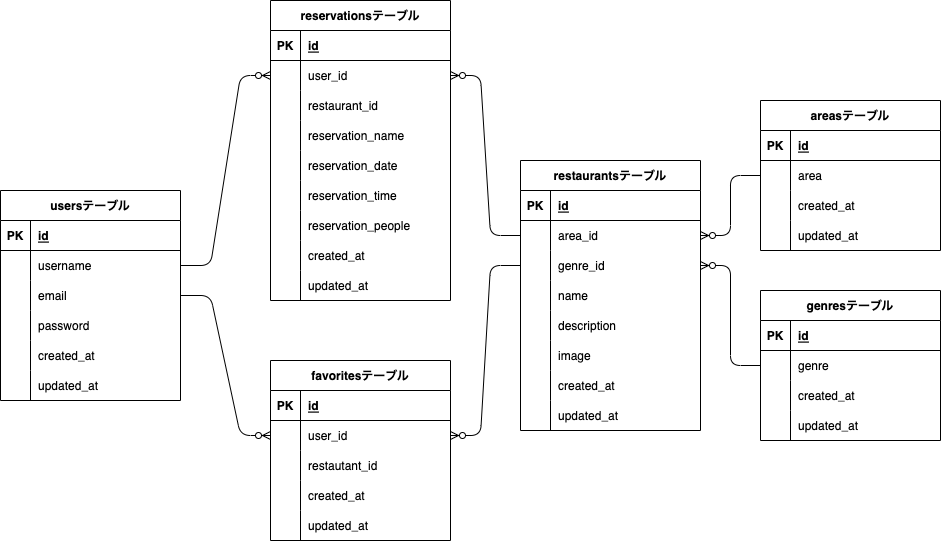 reservationsテーブル
PK id
user_id
restaurant_id
reservation_name
reservation_date
reservation_time
reservation_people
created_at
updated_at
usersテーブル
PK id
username
email
password
created_at
updated_at
favoritesテーブル
PK id
user_id
restautant_id
created_at
updated_at
restaurantsテーブル
PK id
area_id
genre_id
name
description
image
created_at
updated_at
areasテーブル
PK id
area
created_at
updated_at
genresテーブル
PK id
genre
created_at
updated_at